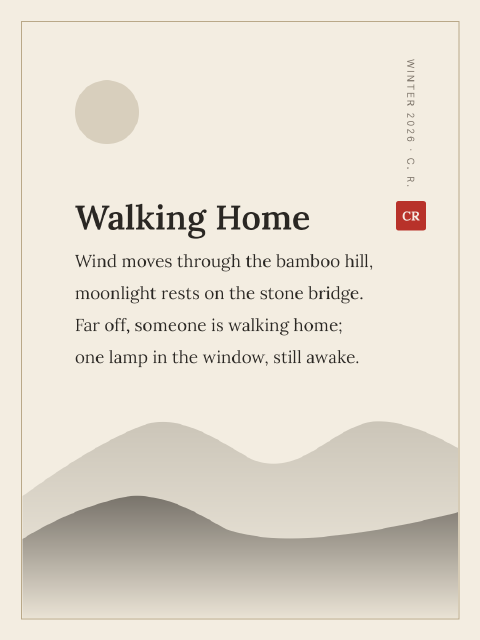 WINTER 2026 · C. R.
CR
Walking Home
Wind moves through the bamboo hill,
moonlight rests on the stone bridge.
Far off, someone is walking home;
one lamp in the window, still awake.